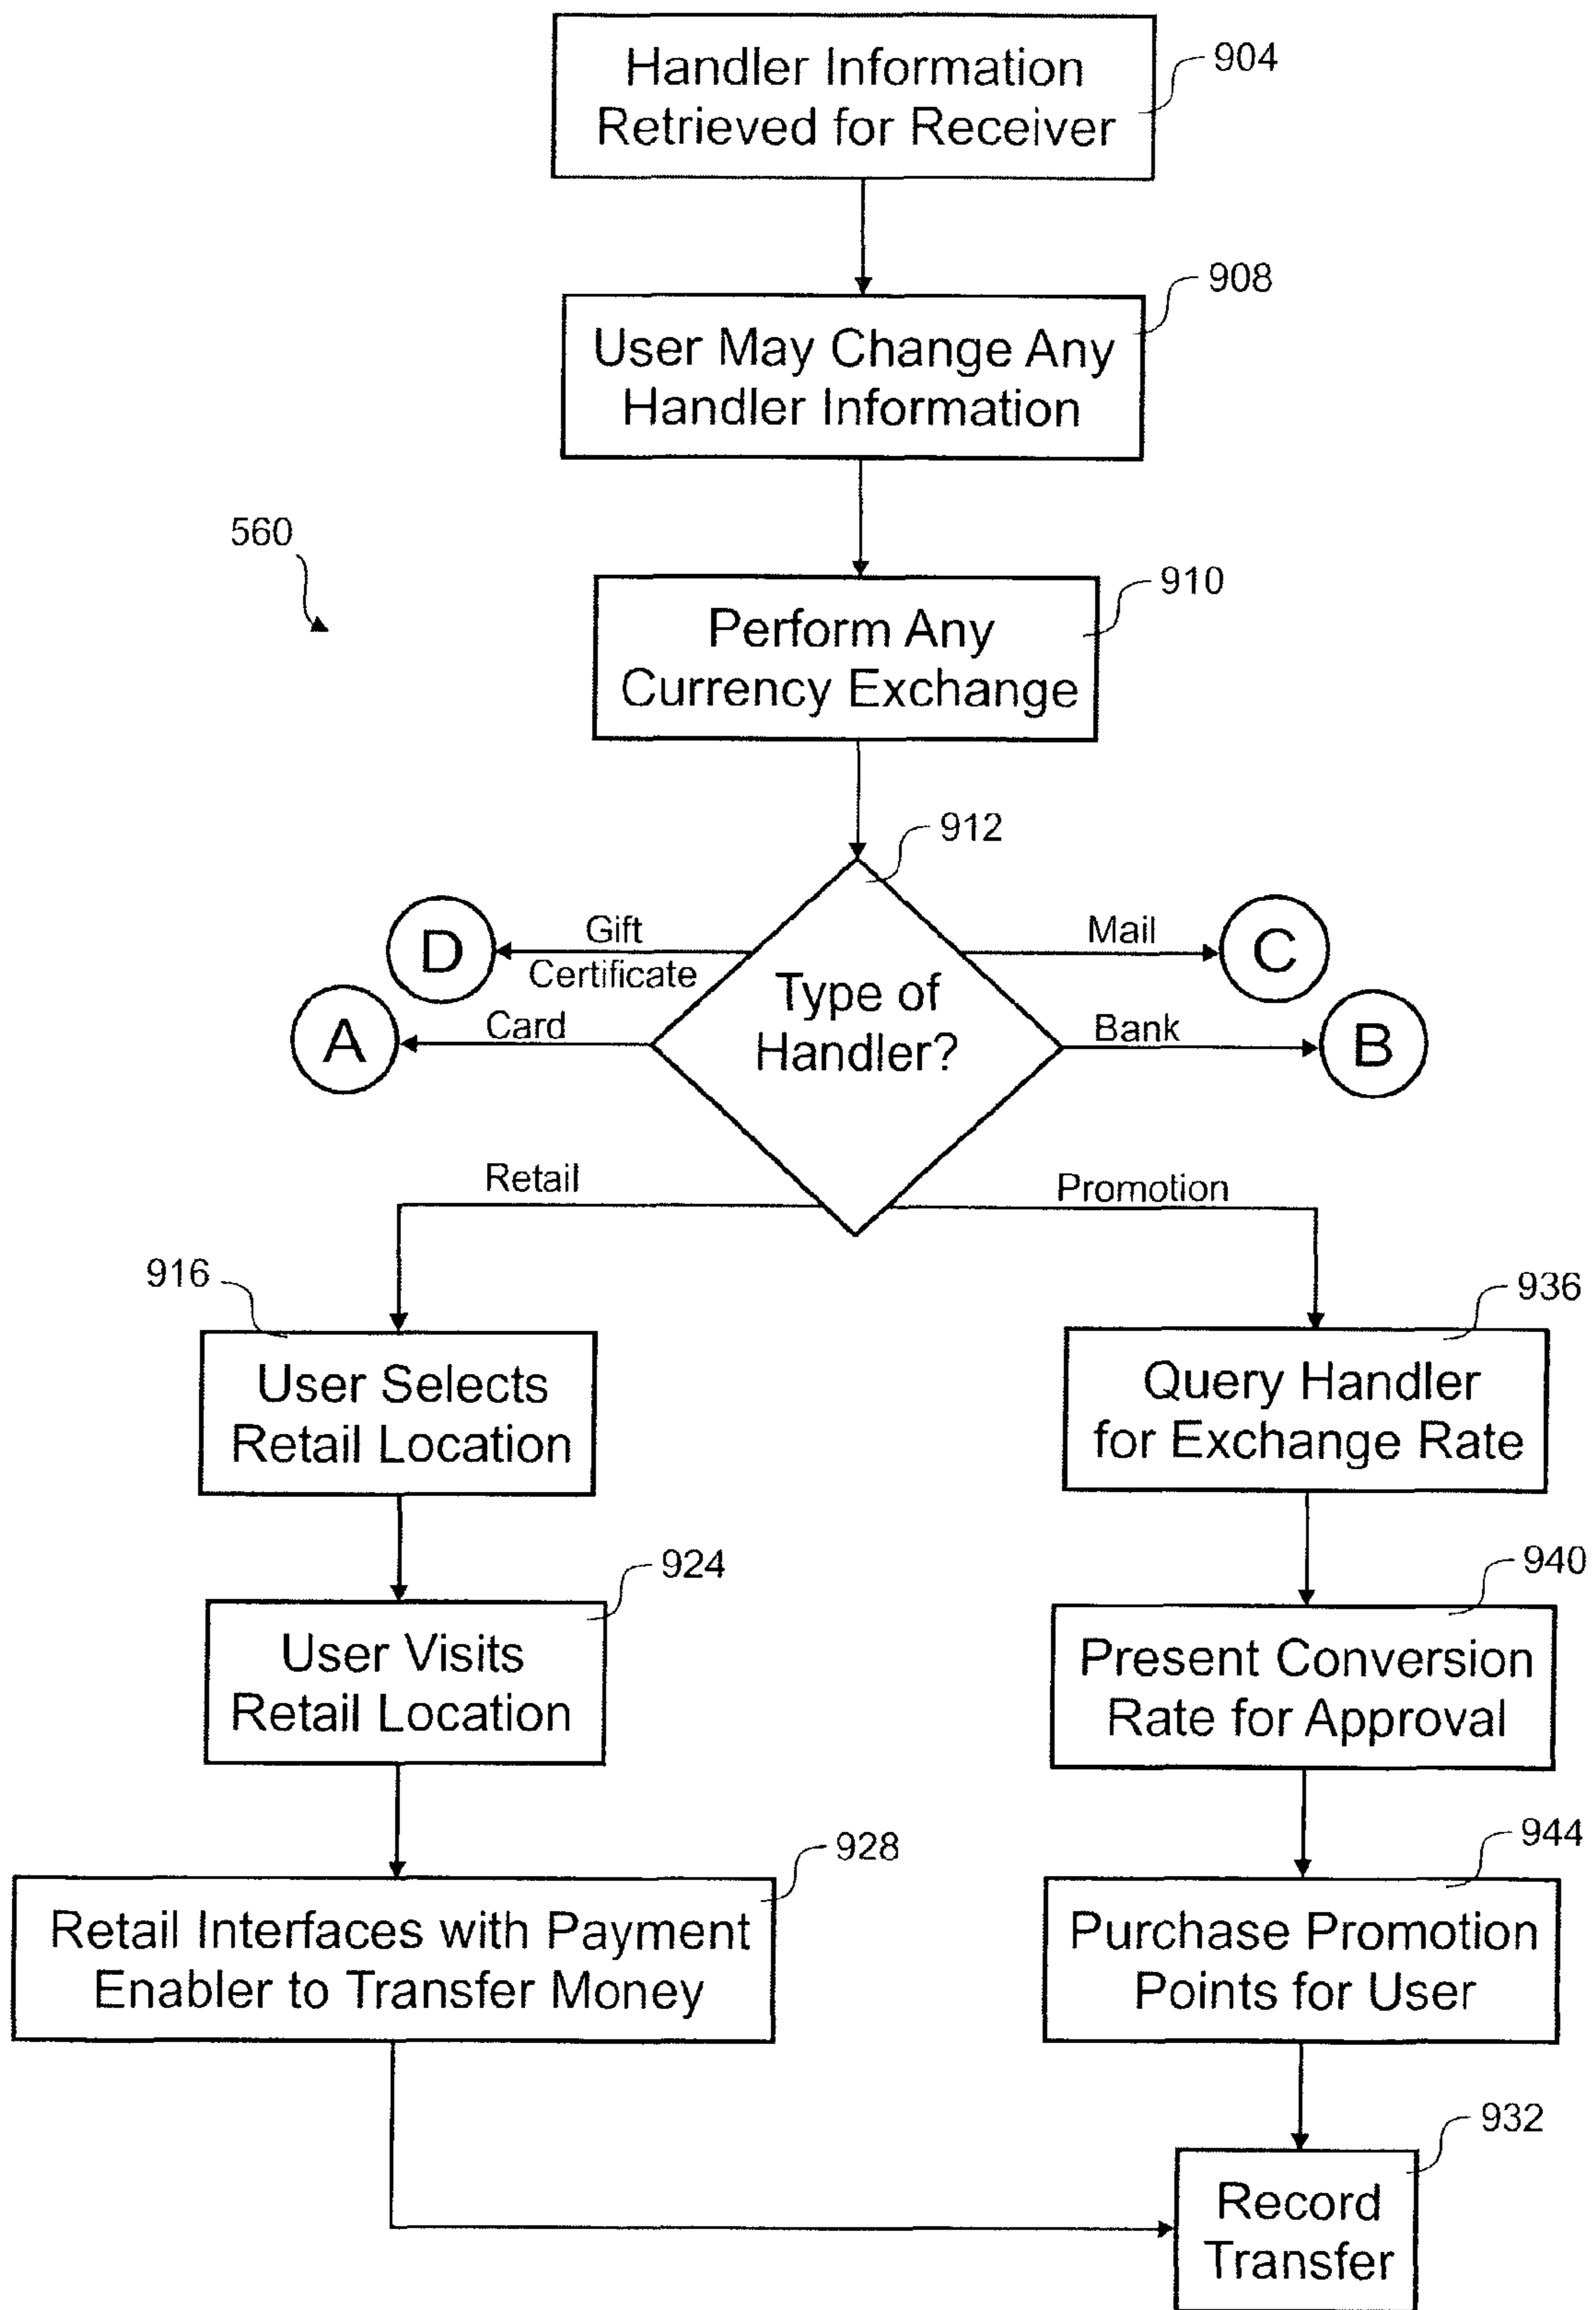 Handler Information
Retrieved for Receiver
904
User May Change Any
Handler Information
908
560
Perform Any
Currency Exchange
910
912
D
Gift
Certificate
Mail
C
Type of
Handler?
A
Card
Bank
B
Retail
Promotion
916
User Selects
Retail Location
936
Query Handler
for Exchange Rate
924
User Visits
Retail Location
940
Present Conversion
Rate for Approval
928
Retail Interfaces with Payment
Enabler to Transfer Money
944
Purchase Promotion
Points for User
932
Record
Transfer